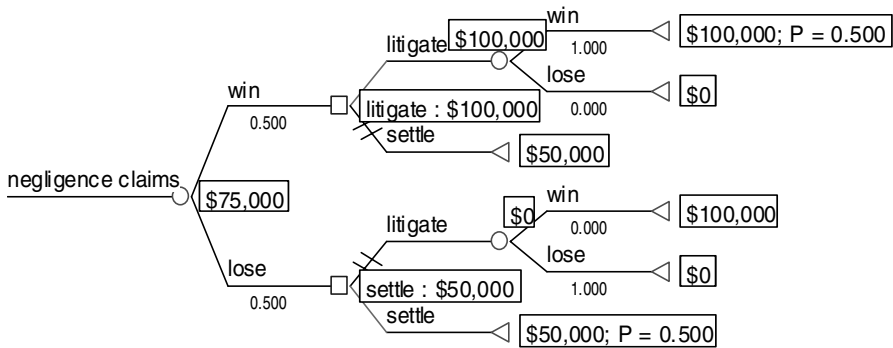 win
litigate
$100,000
1.000
$100,000; P = 0.500
lose
0.000
$0
win
0.500
litigate : $100,000
settle
$50,000
negligence claims
$75,000
lose
0.500
litigate
$0
win
0.000
$100,000
lose
1.000
$0
settle : $50,000
settle
$50,000; P = 0.500